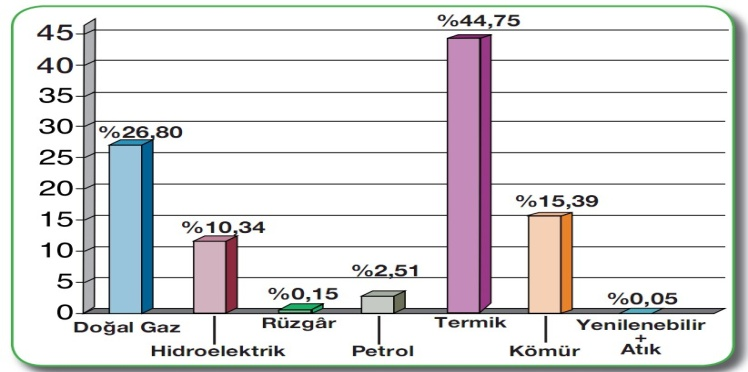 %44,75
45
40
35
30
%26,80
25
20
%15,39
15
%10,34
10
%2,51
5
%0,15
%0,05
0
Doğal Gaz
Hidroelektrik
Rüzgâr
Petrol
Termik
Kömür
Yenilenebilir
+
Atık